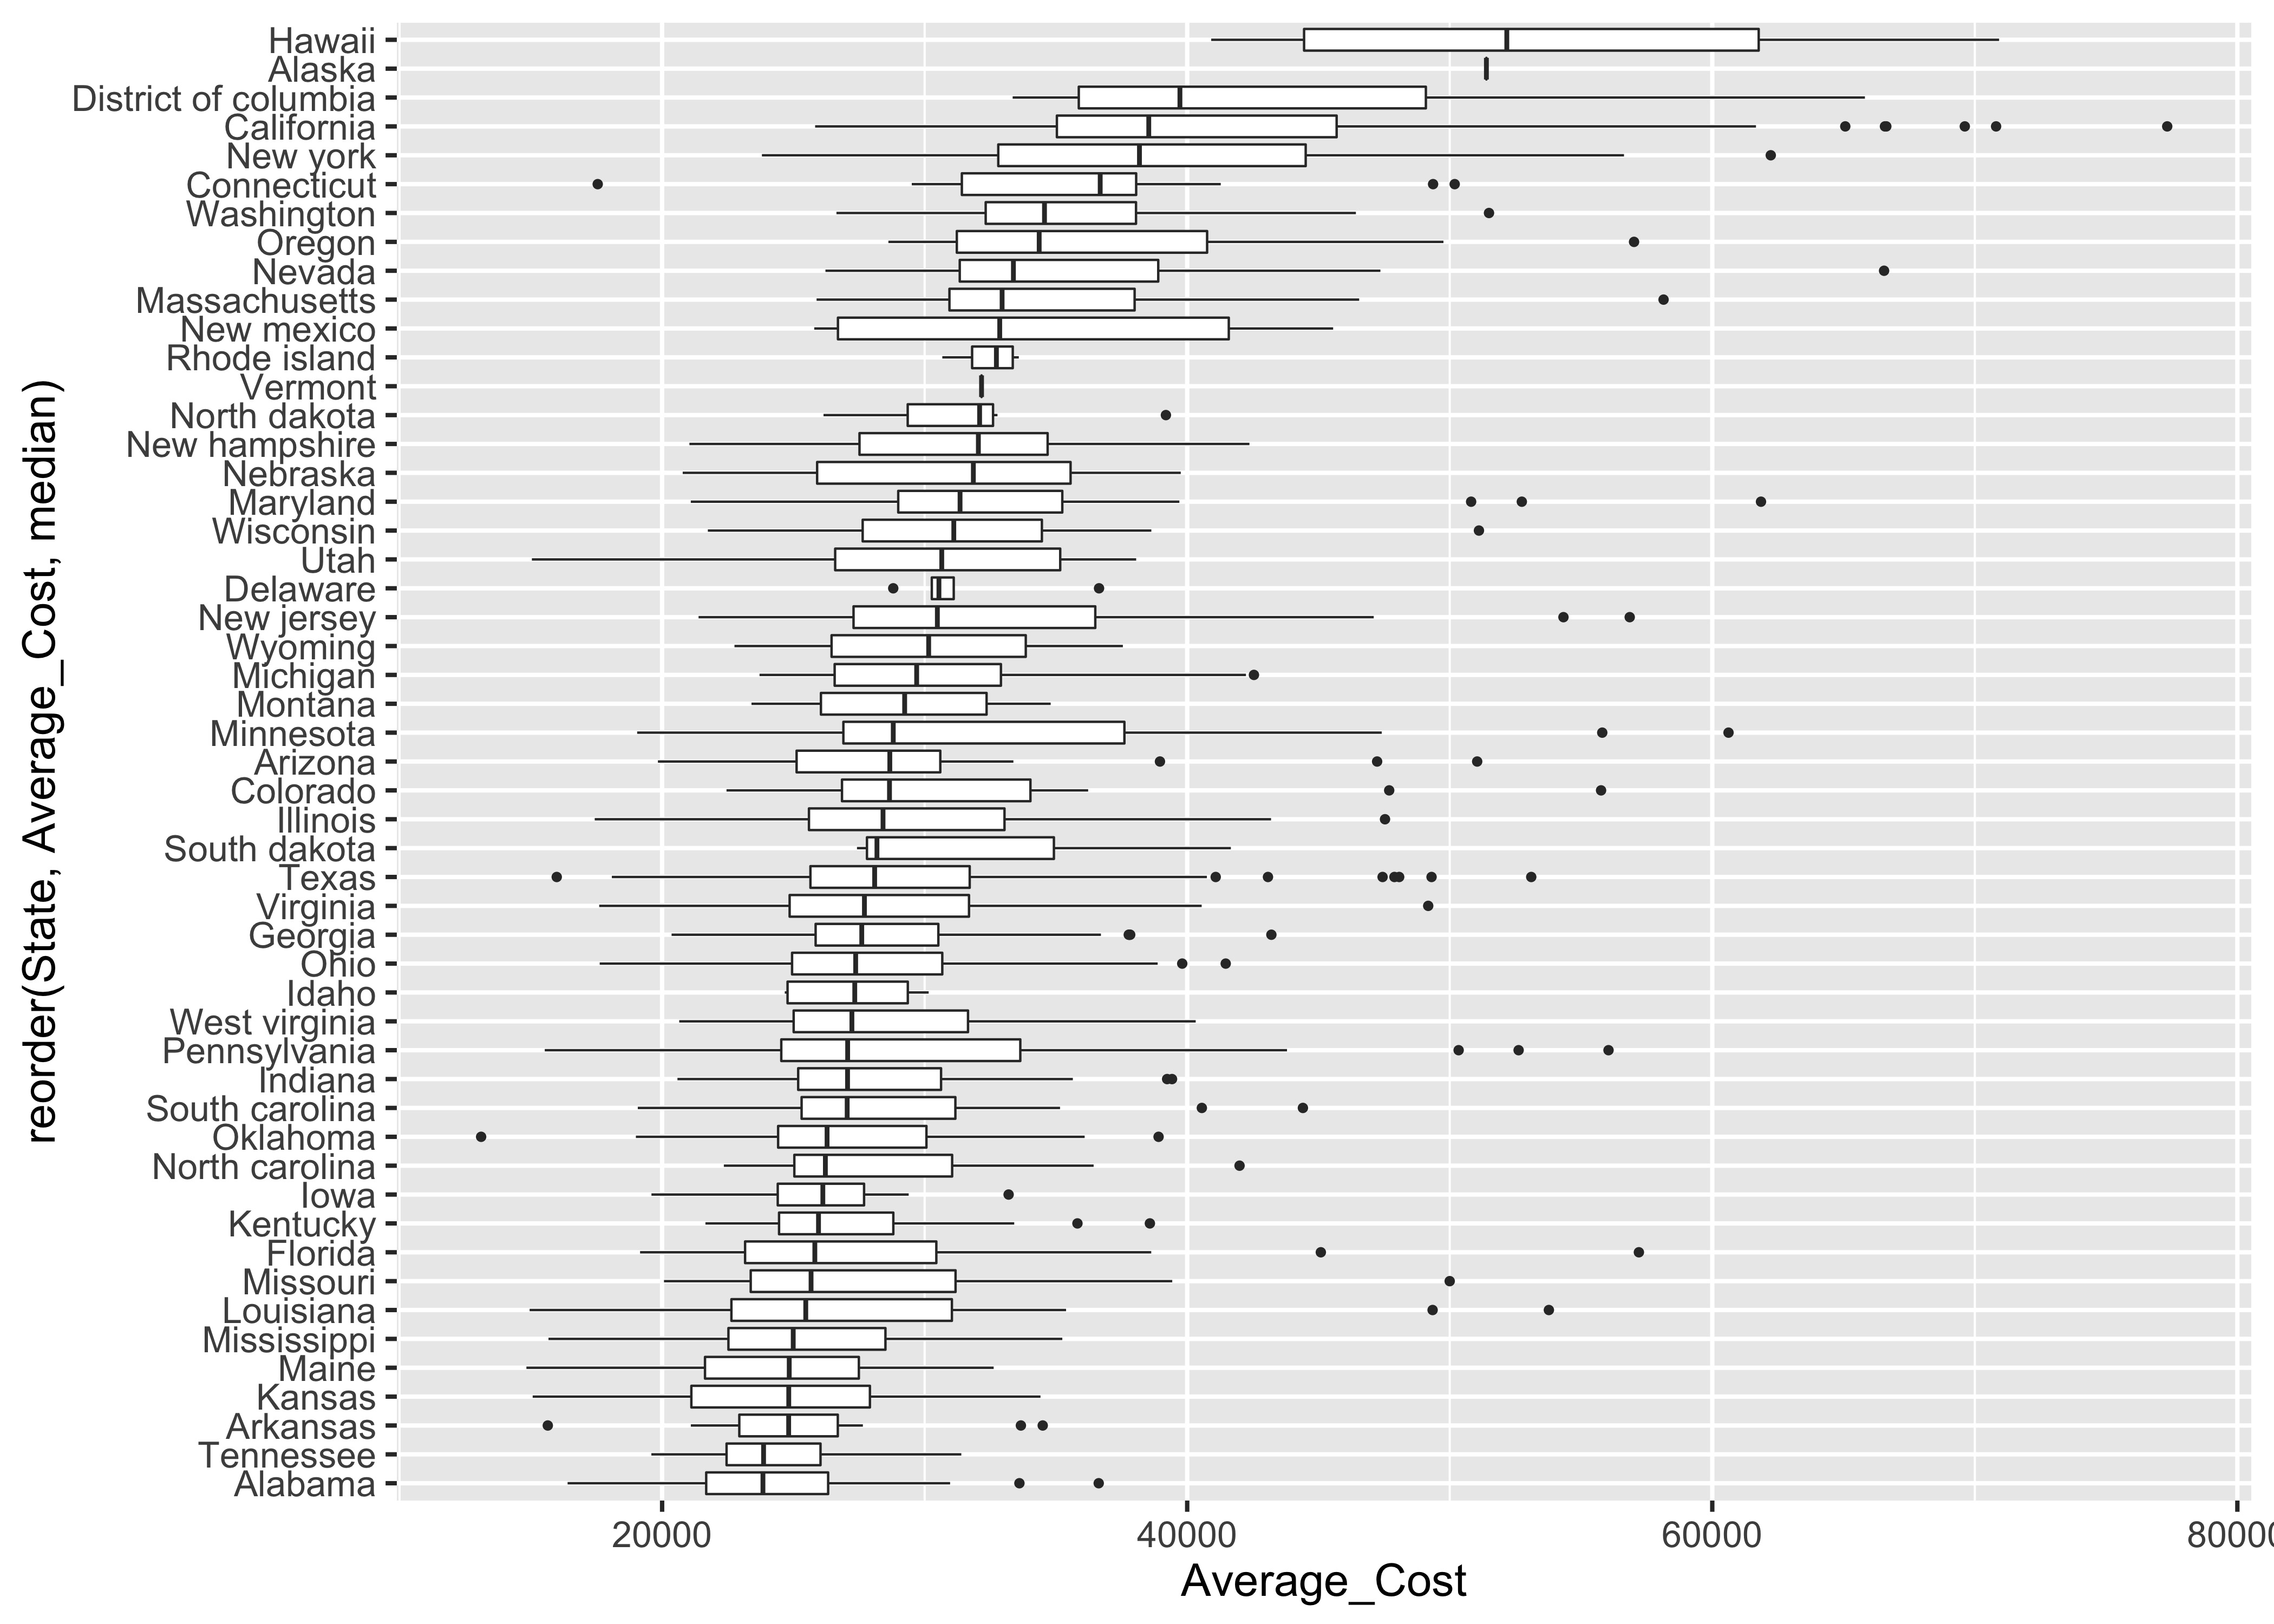 reorder(State, Average_Cost, median)
Hawaii
Alaska
District of columbia
California
New york
Connecticut
Washington
Oregon
Nevada
Massachusetts
New mexico
Rhode island
Vermont
North dakota
New hampshire
Nebraska
Maryland
Wisconsin
Utah
Delaware
New jersey
Wyoming
Michigan
Montana
Minnesota
Arizona
Colorado
Illinois
South dakota
Texas
Virginia
Georgia
Ohio
Idaho
West virginia
Pennsylvania
Indiana
South carolina
Oklahoma
North carolina
Iowa
Kentucky
Florida
Missouri
Louisiana
Mississippi
Maine
Kansas
Arkansas
Tennessee
Alabama
20000 40000 60000 80000
Average_Cost